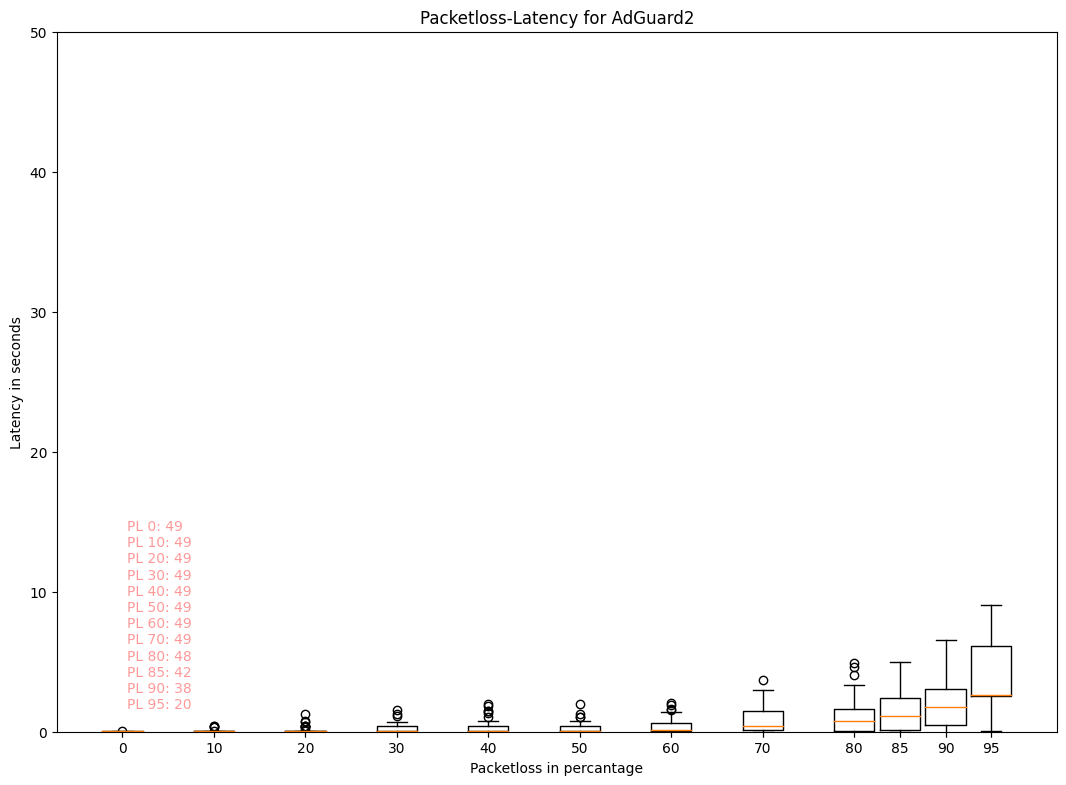 Packetloss-Latency for AdGuard2
50
40
30
20
10
0
Latency in seconds
PL 0: 49
PL 10: 49
PL 20: 49
PL 30: 49
PL 40: 49
PL 50: 49
PL 60: 49
PL 70: 49
PL 80: 48
PL 85: 42
PL 90: 38
PL 95: 20
0 10 20 30 40 50 60 70 80 85 90 95
Packetloss in percantage